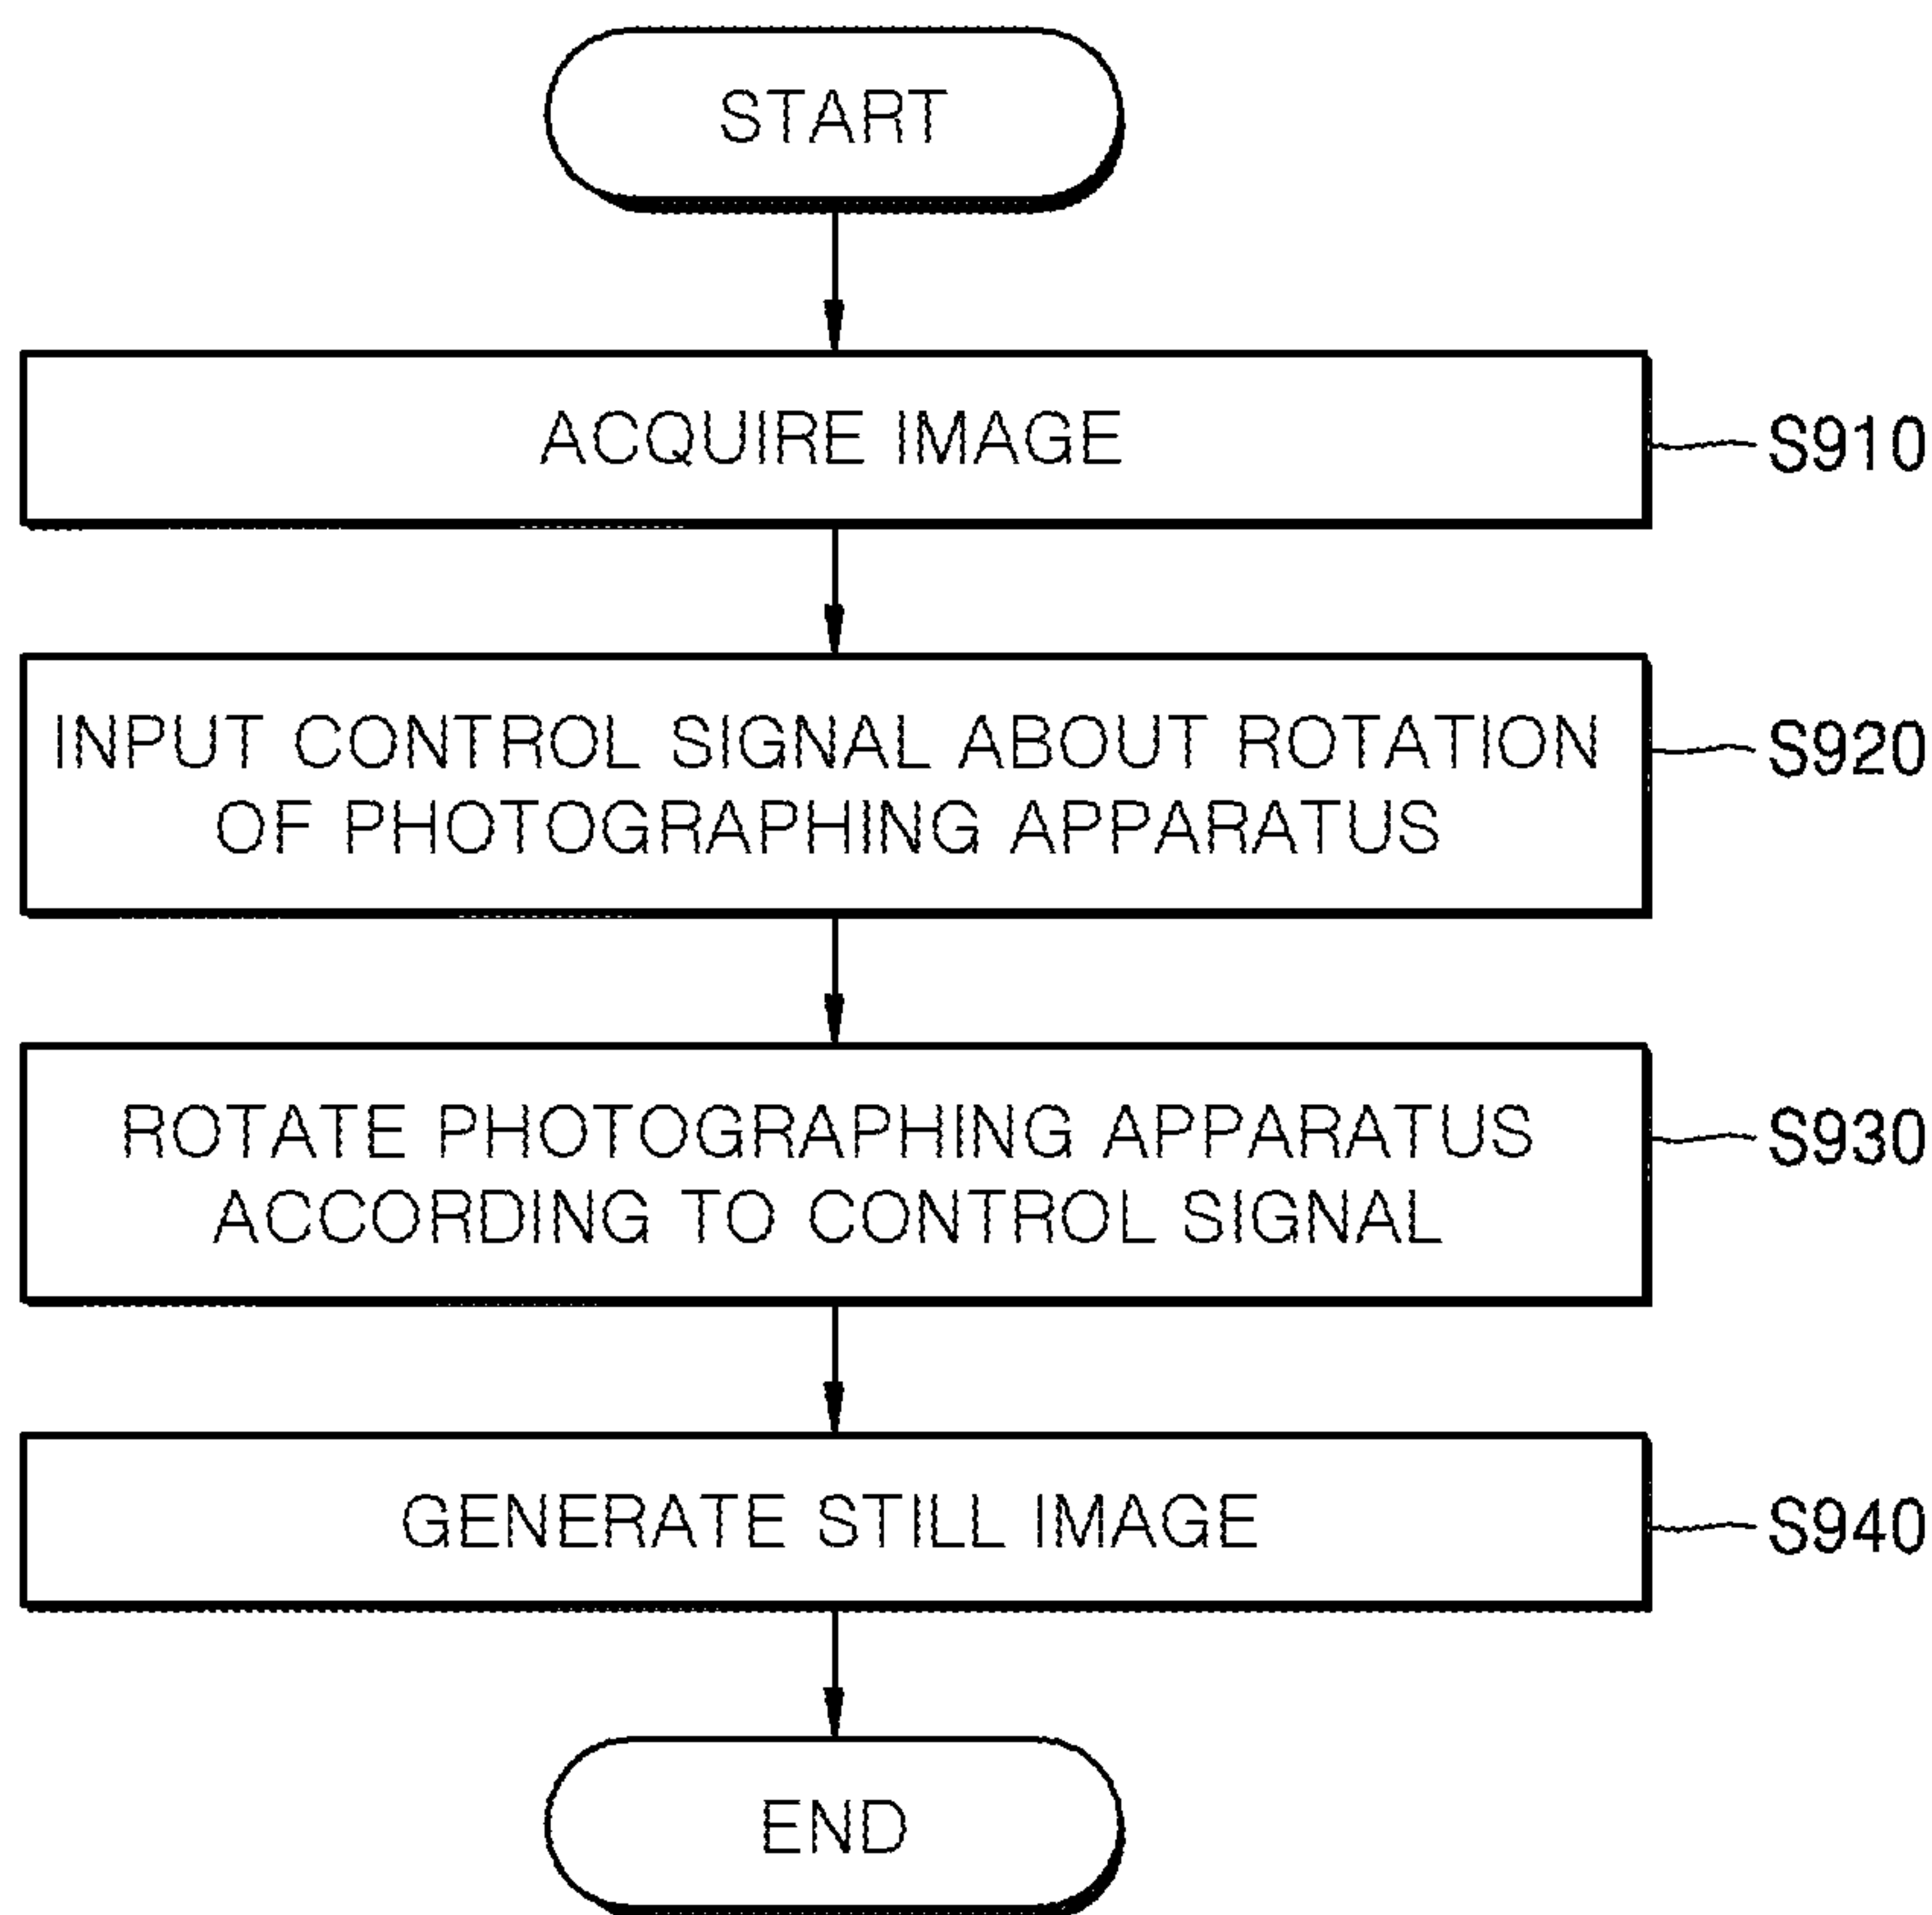 START
ACQUIRE IMAGE
S910
INPUT CONTROL SIGNAL ABOUT ROTATION
OF PHOTOGRAPHING APPARATUS
S920
ROTATE PHOTOGRAPHING APPARATUS
ACCORDING TO CONTROL SIGNAL
S930
GENERATE STILL IMAGE
S940
END